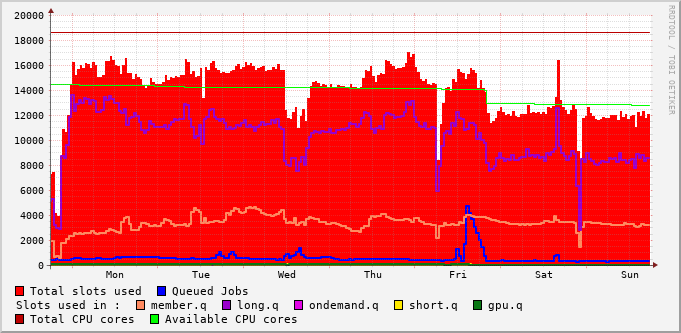 20000
18000
16000
14000
12000
10000
8000
6000
4000
2000
0
Mon Tue Wed Thu Fri Sat Sun
RRDTOOL / TOBI OETIKER
Total slots used Queued Jobs
Slots used in : member.q long.q ondemand.q short.q gpu.q
Total CPU cores Available CPU cores